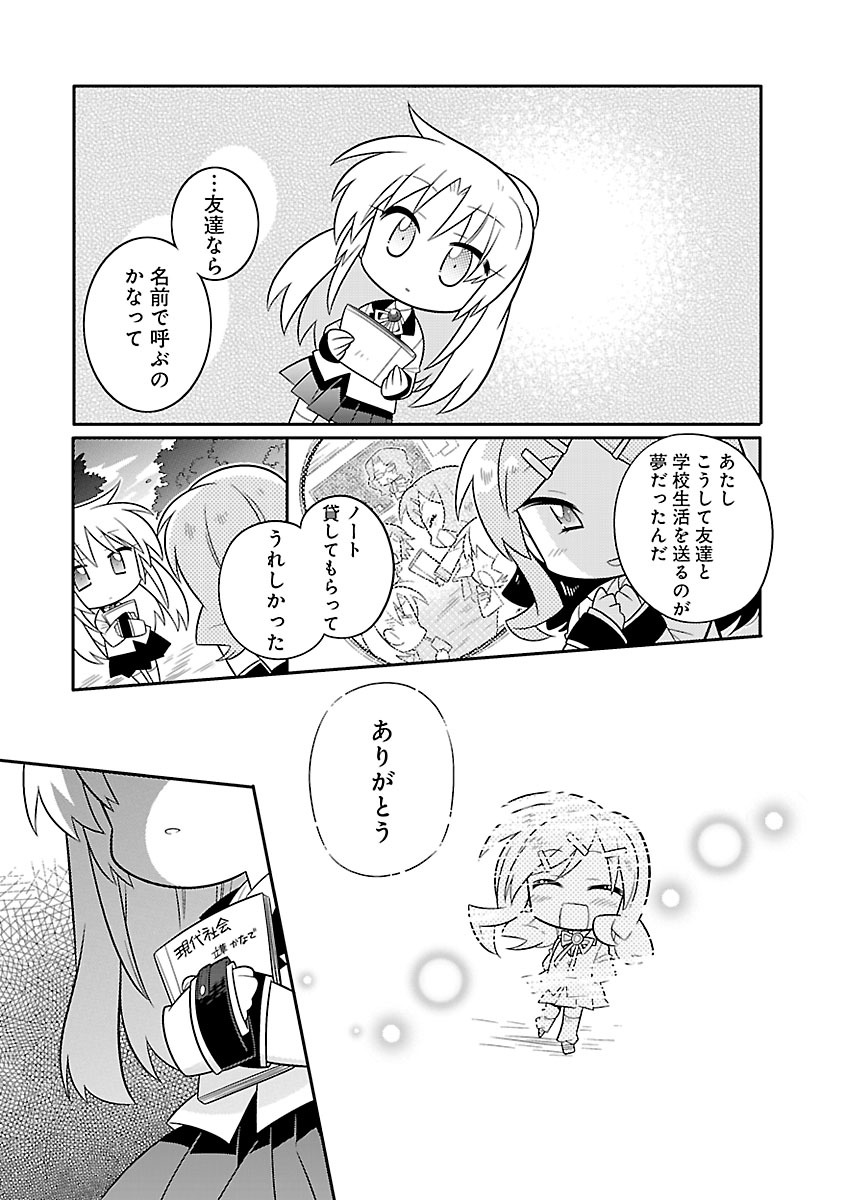 …友達なら
名前で呼ぶの
かなって
あたし
こうして友達と
学校生活を送るのが
夢だったんだ
ノート
貸してもらって
うれしかった
ありがとう
現代社会
立華かなで